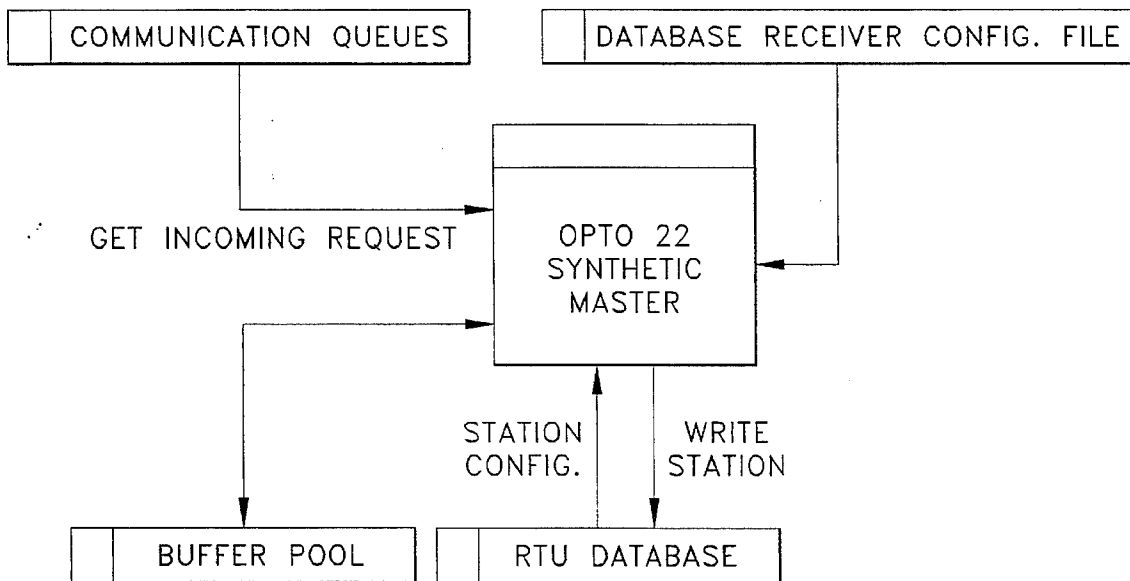 COMMUNICATION QUEUES
DATABASE RECEIVER CONFIG. FILE
GET INCOMING REQUEST
OPTO 22
SYNTHETIC
MASTER
STATION
CONFIG.
WRITE
STATION
BUFFER POOL
RTU DATABASE